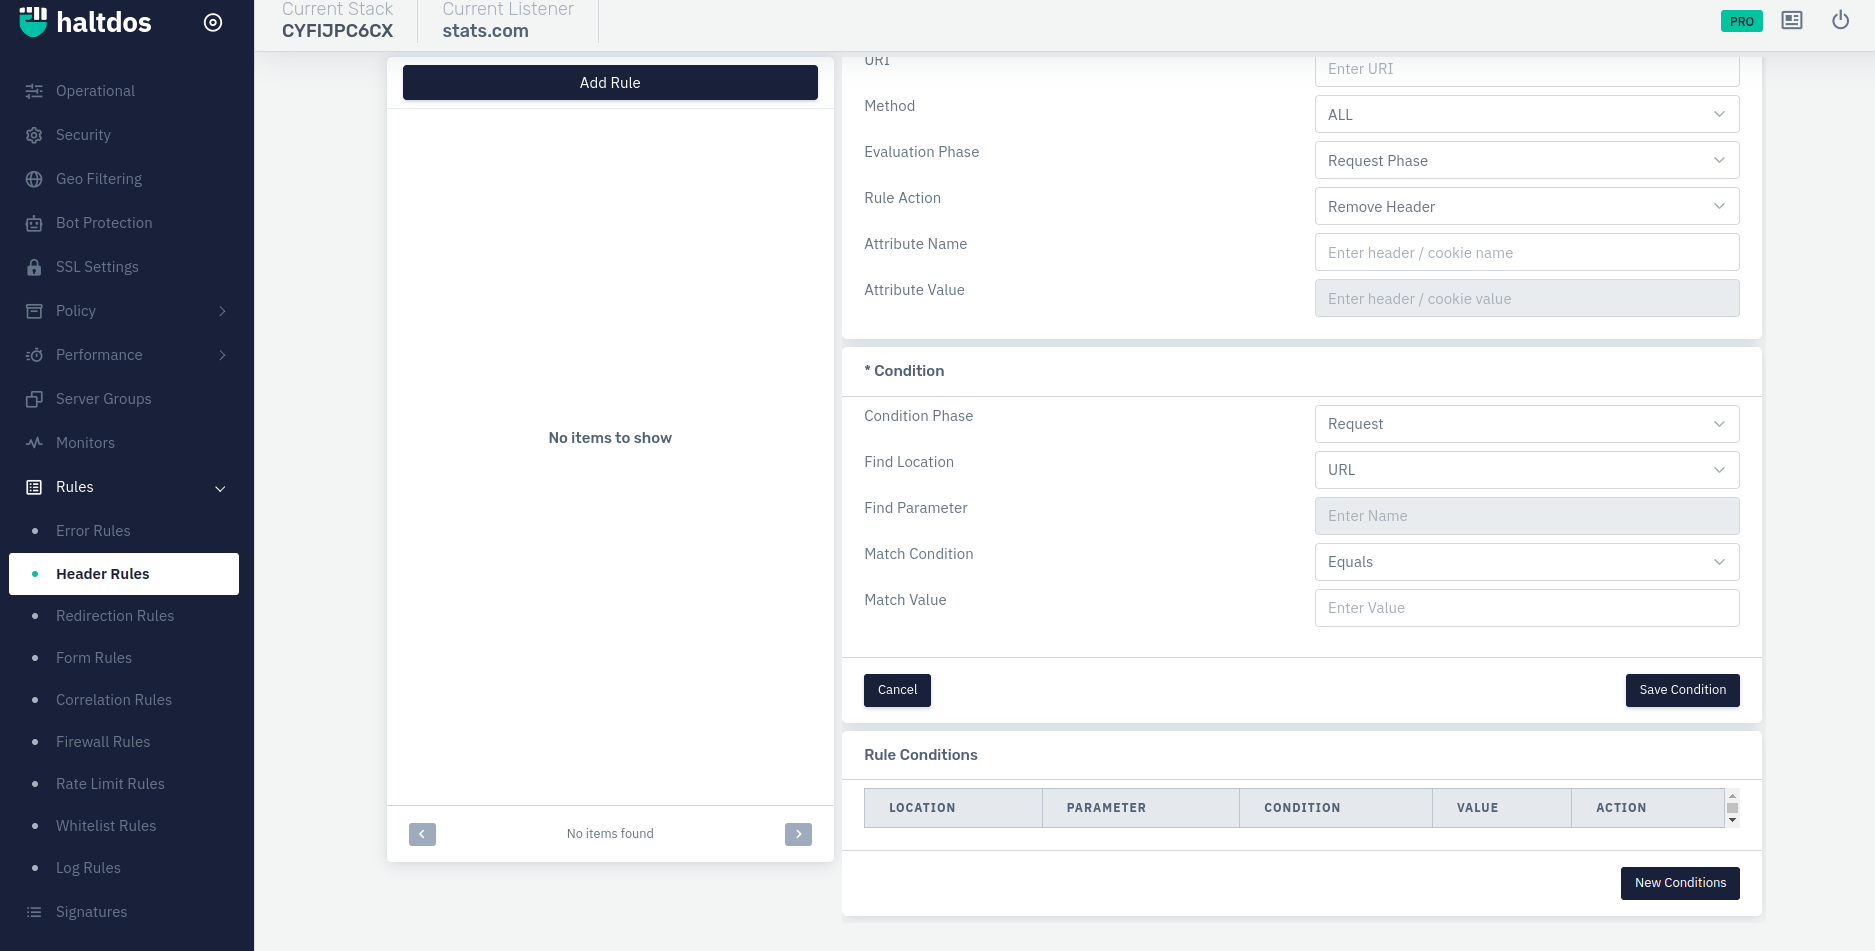 haltdos
Current Stack
CYFIJPC6CX
Current Listener
stats.com
PRO
Operational
Security
Geo Filtering
Bot Protection
SSL Settings
Policy
Performance
Server Groups
Monitors
Rules
Error Rules
Header Rules
Redirection Rules
Form Rules
Correlation Rules
Firewall Rules
Rate Limit Rules
Whitelist Rules
Log Rules
Signatures
Add Rule
No items to show
No items found
URI
Enter URI
Method
ALL
Evaluation Phase
Request Phase
Rule Action
Remove Header
Attribute Name
Enter header / cookie name
Attribute Value
Enter header / cookie value
* Condition
Condition Phase
Request
Find Location
URL
Find Parameter
Enter Name
Match Condition
Equals
Match Value
Enter Value
Cancel
Save Condition
Rule Conditions
LOCATION PARAMETER CONDITION VALUE ACTION
New Conditions